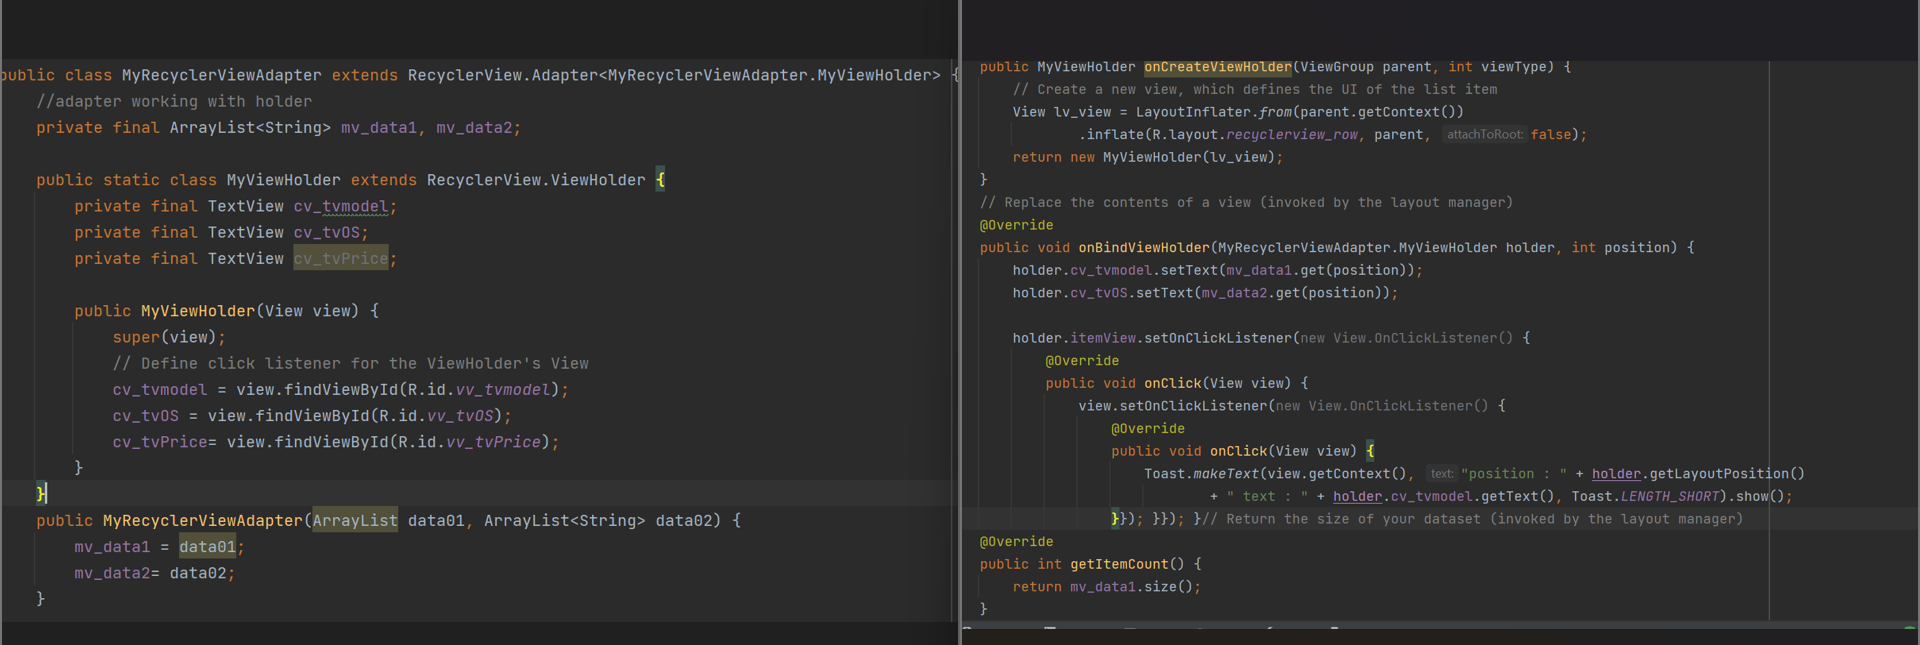 public class MyRecyclerViewAdapter extends RecyclerView.Adapter<MyRecyclerViewAdapter.MyViewHolder> {
//adapter working with holder
private final ArrayList<String> mv_data1, mv_data2;
public static class MyViewHolder extends RecyclerView.ViewHolder {
private final TextView cv_tvmodel;
private final TextView cv_tvOS;
private final TextView cv_tvPrice;
public MyViewHolder(View view) {
super(view);
// Define click listener for the ViewHolder's View
cv_tvmodel = view.findViewById(R.id.vv_tvmodel);
cv_tvOS = view.findViewById(R.id.vv_tvOS);
cv_tvPrice= view.findViewById(R.id.vv_tvPrice);
}
}
public MyRecyclerViewAdapter(ArrayList data01, ArrayList<String> data02) {
mv_data1 = data01;
mv_data2= data02;
}
public MyViewHolder onCreateViewHolder(ViewGroup parent, int viewType) {
// Create a new view, which defines the UI of the list item
View lv_view = LayoutInflater.from(parent.getContext())
.inflate(R.layout.recyclerview_row, parent, attachToRoot: false);
return new MyViewHolder(lv_view);
}
// Replace the contents of a view (invoked by the layout manager)
@Override
public void onBindViewHolder(MyRecyclerViewAdapter.MyViewHolder holder, int position) {
holder.cv_tvmodel.setText(mv_data1.get(position));
holder.cv_tvOS.setText(mv_data2.get(position));
holder.itemView.setOnClickListener(new View.OnClickListener() {
@Override
public void onClick(View view) {
view.setOnClickListener(new View.OnClickListener() {
@Override
public void onClick(View view) {
Toast.makeText(view.getContext(), text: "position : " + holder.getLayoutPosition()
+ " text : " + holder.cv_tvmodel.getText(), Toast.LENGTH_SHORT).show();
}}); }}); }// Return the size of your dataset (invoked by the layout manager)
@Override
public int getItemCount() {
return mv_data1.size();
}